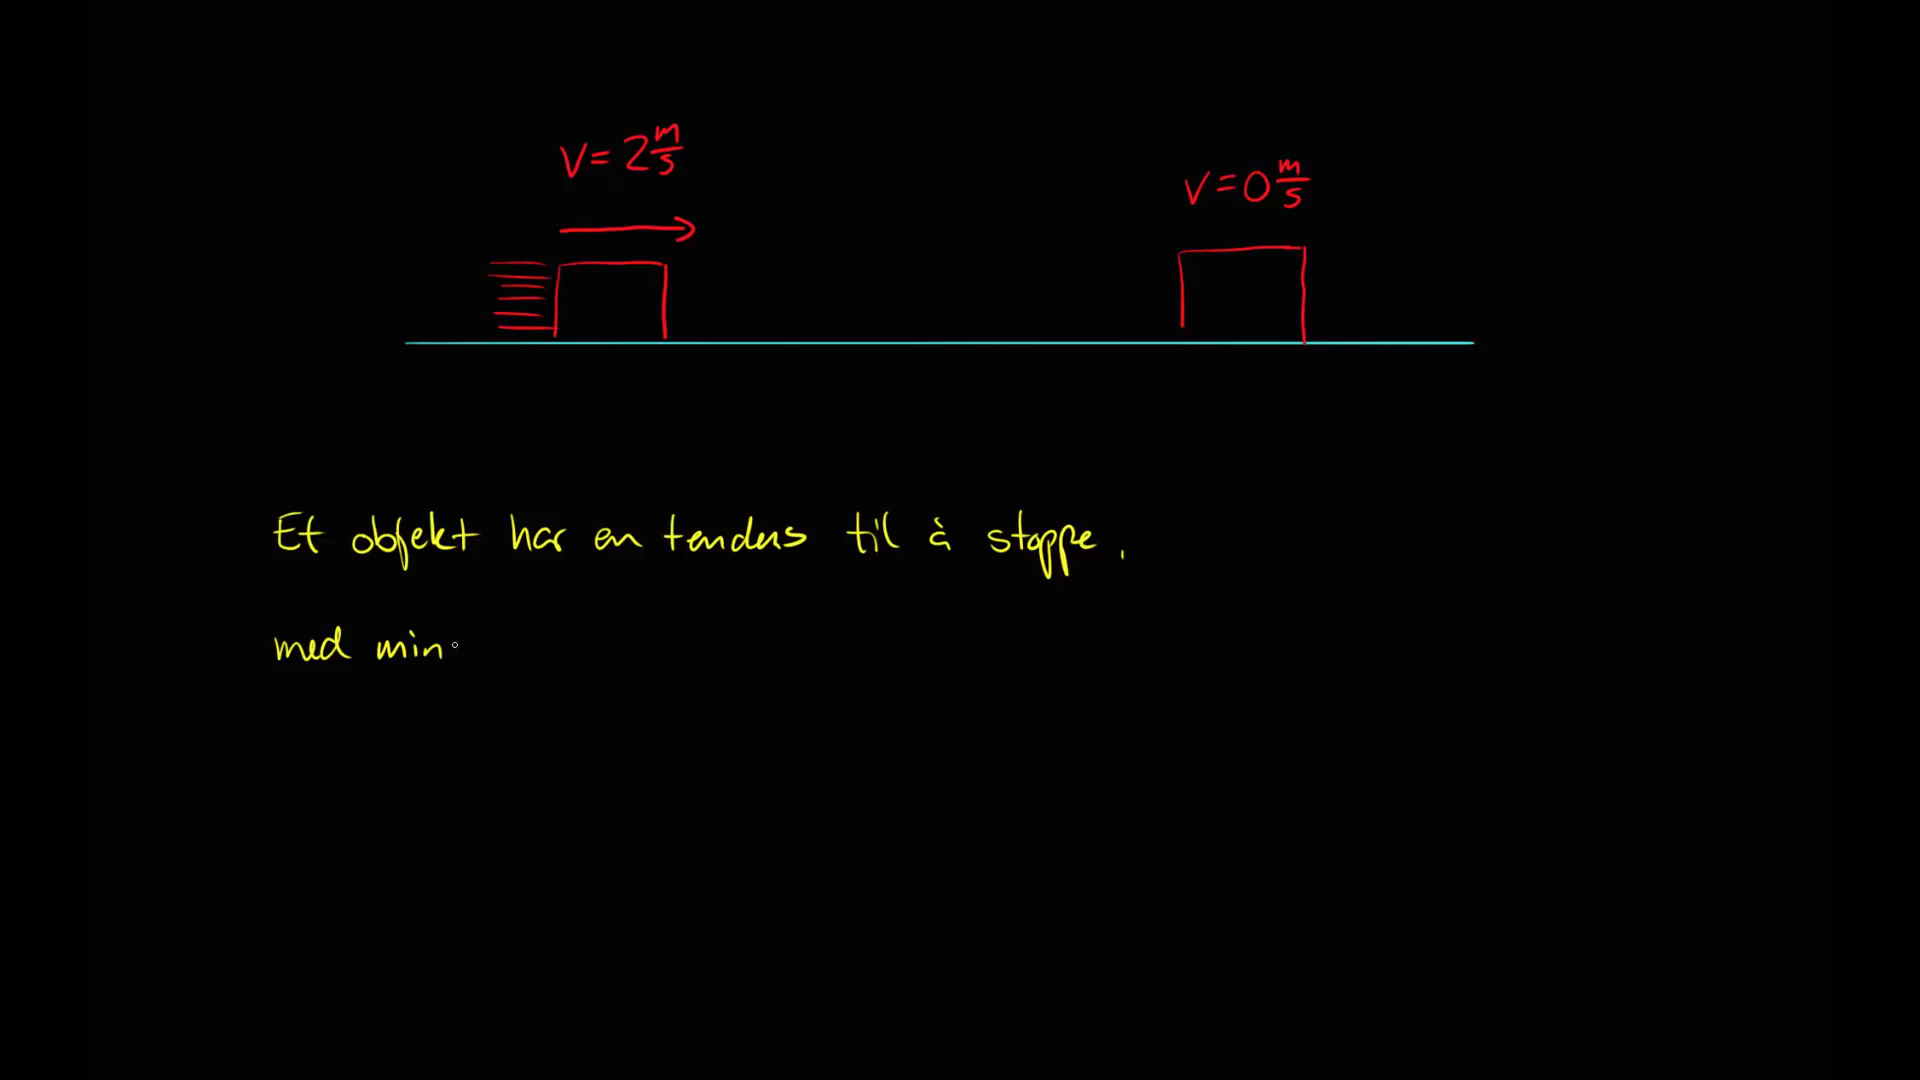 v = 2 m/s
v = 0 m/s
Et objekt har en tendens til å stoppe,
med min